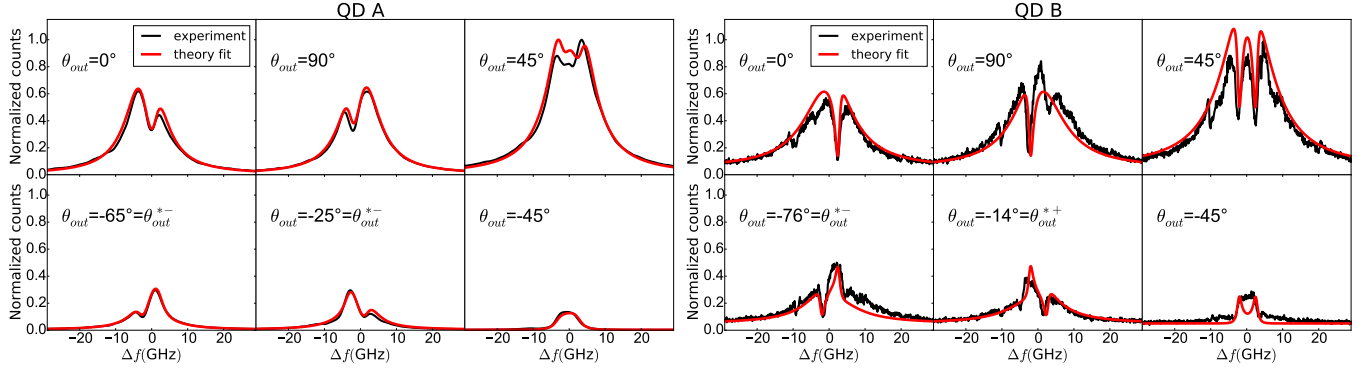 QD A
QD B
Normalized counts
1.0
0.8
0.6
0.4
0.2
0.0
θout=0°
experiment
theory fit
θout=90°
θout=45°
Normalized counts
1.0
0.8
0.6
0.4
0.2
0.0
θout=-65°=θ*−out
θout=-25°=θ*−out
θout=-45°
−20 −10 0 10 20
−20 −10 0 10 20
−20 −10 0 10 20
Δf(GHz)
Δf(GHz)
Δf(GHz)
Normalized counts
1.0
0.8
0.6
0.4
0.2
0.0
θout=0°
experiment
theory fit
θout=90°
θout=45°
Normalized counts
1.0
0.8
0.6
0.4
0.2
0.0
θout=-76°=θ*−out
θout=-14°=θ*+out
θout=-45°
−20 −10 0 10 20
−20 −10 0 10 20
−20 −10 0 10 20
Δf(GHz)
Δf(GHz)
Δf(GHz)